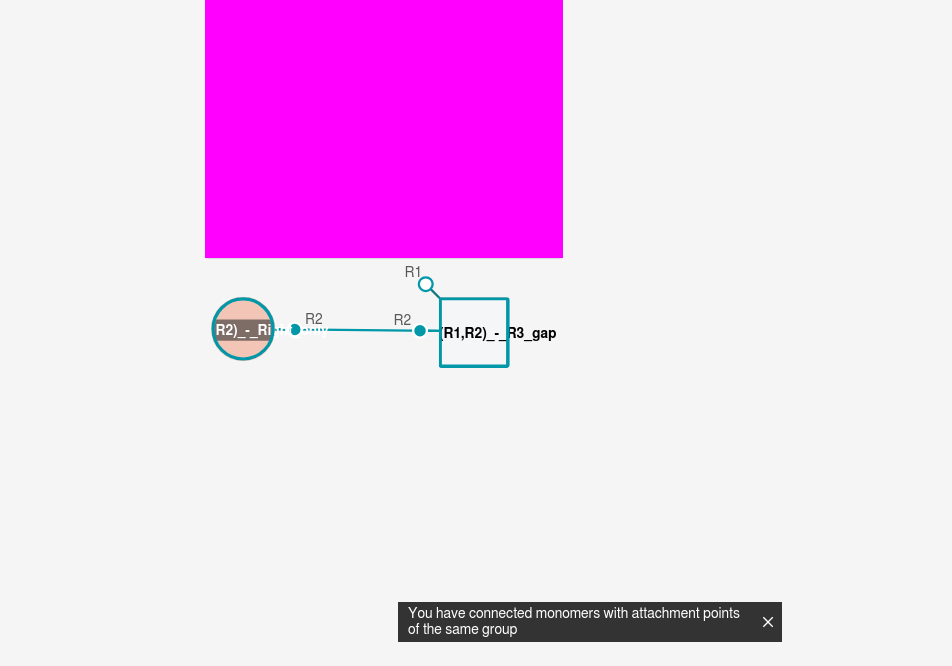 R1
R2
R2
R2)_-_Ri
(R1,R2)_-_R3_gap
You have connected monomers with attachment points
of the same group